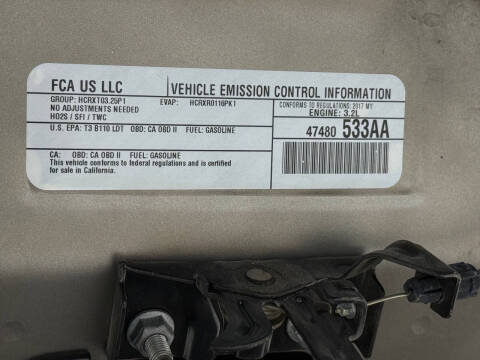 FCA US LLC
VEHICLE EMISSION CONTROL INFORMATION
GROUP: HCRXT03.25P1 EVAP: HCRXR0116PK1
NO ADJUSTMENTS NEEDED
HO2S / SFI / TWC
CONFORMS TO REGULATIONS: 2017 MY
ENGINE: 3.2L
U.S. EPA: T3 B110 LDT OBD: CA OBD II FUEL: GASOLINE
47480 533AA
CA: OBD: CA OBD II FUEL: GASOLINE
This vehicle conforms to federal regulations and is certified
for sale in California.